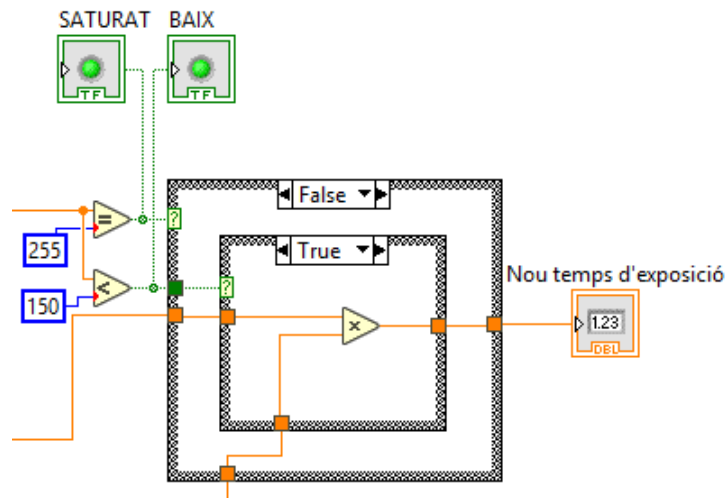 SATURAT BAIX
TF TF
False
=
?
255
True
Nou temps d'exposició
<
?
150
×
1.23
DBL